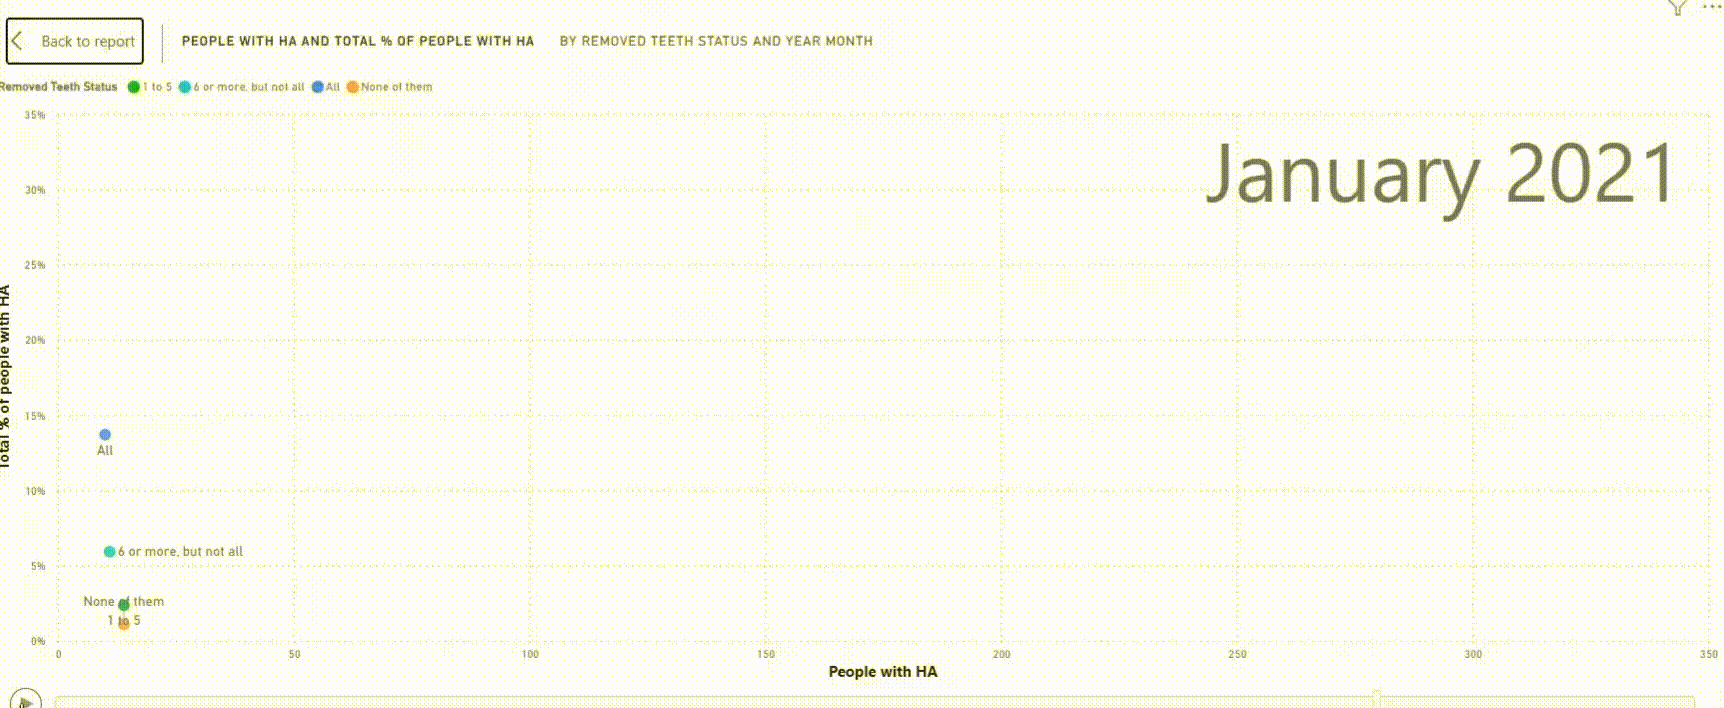 Back to report
PEOPLE WITH HA AND TOTAL % OF PEOPLE WITH HA BY REMOVED TEETH STATUS AND YEAR MONTH
Removed Teeth Status 1 to 5 6 or more, but not all All None of them
35%
January 2021
30%
25%
20%
Total % of people with HA
15%
All
10%
6 or more, but not all
5%
None of them
1 to 5
0%
0 50 100 150 200 250 300 350
People with HA